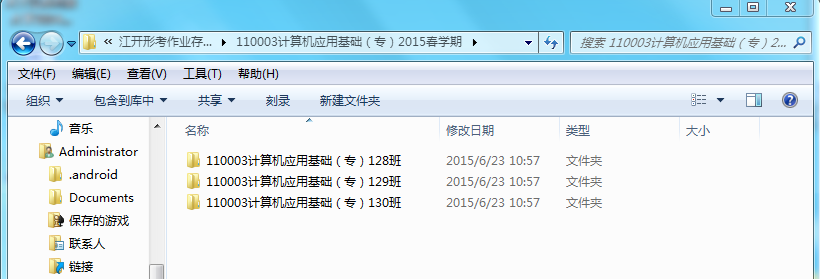 « 江开形考作业存... ▸ 110003计算机应用基础（专）2015春学期 ▸
搜索 110003计算机应用基础（专）2...
文件(F) 编辑(E) 查看(V) 工具(T) 帮助(H)
组织 包含到库中 共享 刻录 新建文件夹
名称 修改日期 类型 大小
音乐
Administrator
.android
Documents
保存的游戏
联系人
链接
110003计算机应用基础（专）128班 2015/6/23 10:57 文件夹
110003计算机应用基础（专）129班 2015/6/23 10:57 文件夹
110003计算机应用基础（专）130班 2015/6/23 10:57 文件夹